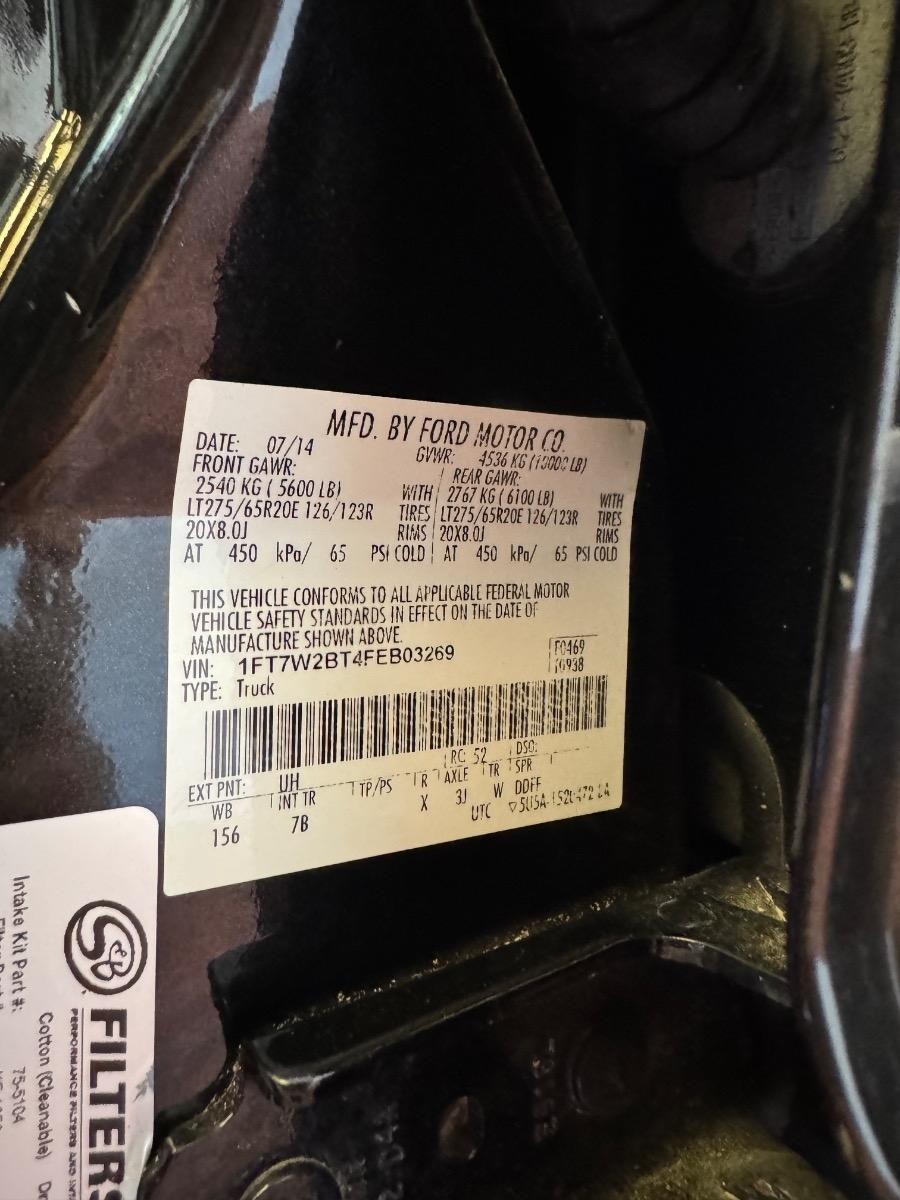 MFD. BY FORD MOTOR CO.
DATE: 07/14 GVWR: 4536 KG (10000 LB)
FRONT GAWR: REAR GAWR:
2540 KG ( 5600 LB) WITH 2767 KG ( 6100 LB) WITH
LT275/65R20E 126/123R TIRES LT275/65R20E 126/123R TIRES
20X8.0J RIMS 20X8.0J RIMS
AT 450 kPa/ 65 PSI COLD AT 450 kPa/ 65 PSI COLD
THIS VEHICLE CONFORMS TO ALL APPLICABLE FEDERAL MOTOR
VEHICLE SAFETY STANDARDS IN EFFECT ON THE DATE OF
MANUFACTURE SHOWN ABOVE.
VIN: 1FT7W2BT4FEB03269
F0469
T0938
TYPE: Truck
EXT PNT: UH RC: 52 DSO:
WB INT TR TP/PS R AXLE TR SPR
156 7B X 3J W DDFF
UTC
S&B
FILTERS
PERFORMANCE FILTERS AND
Cotton (Cleanable)
Intake Kit Part #: 75-5104